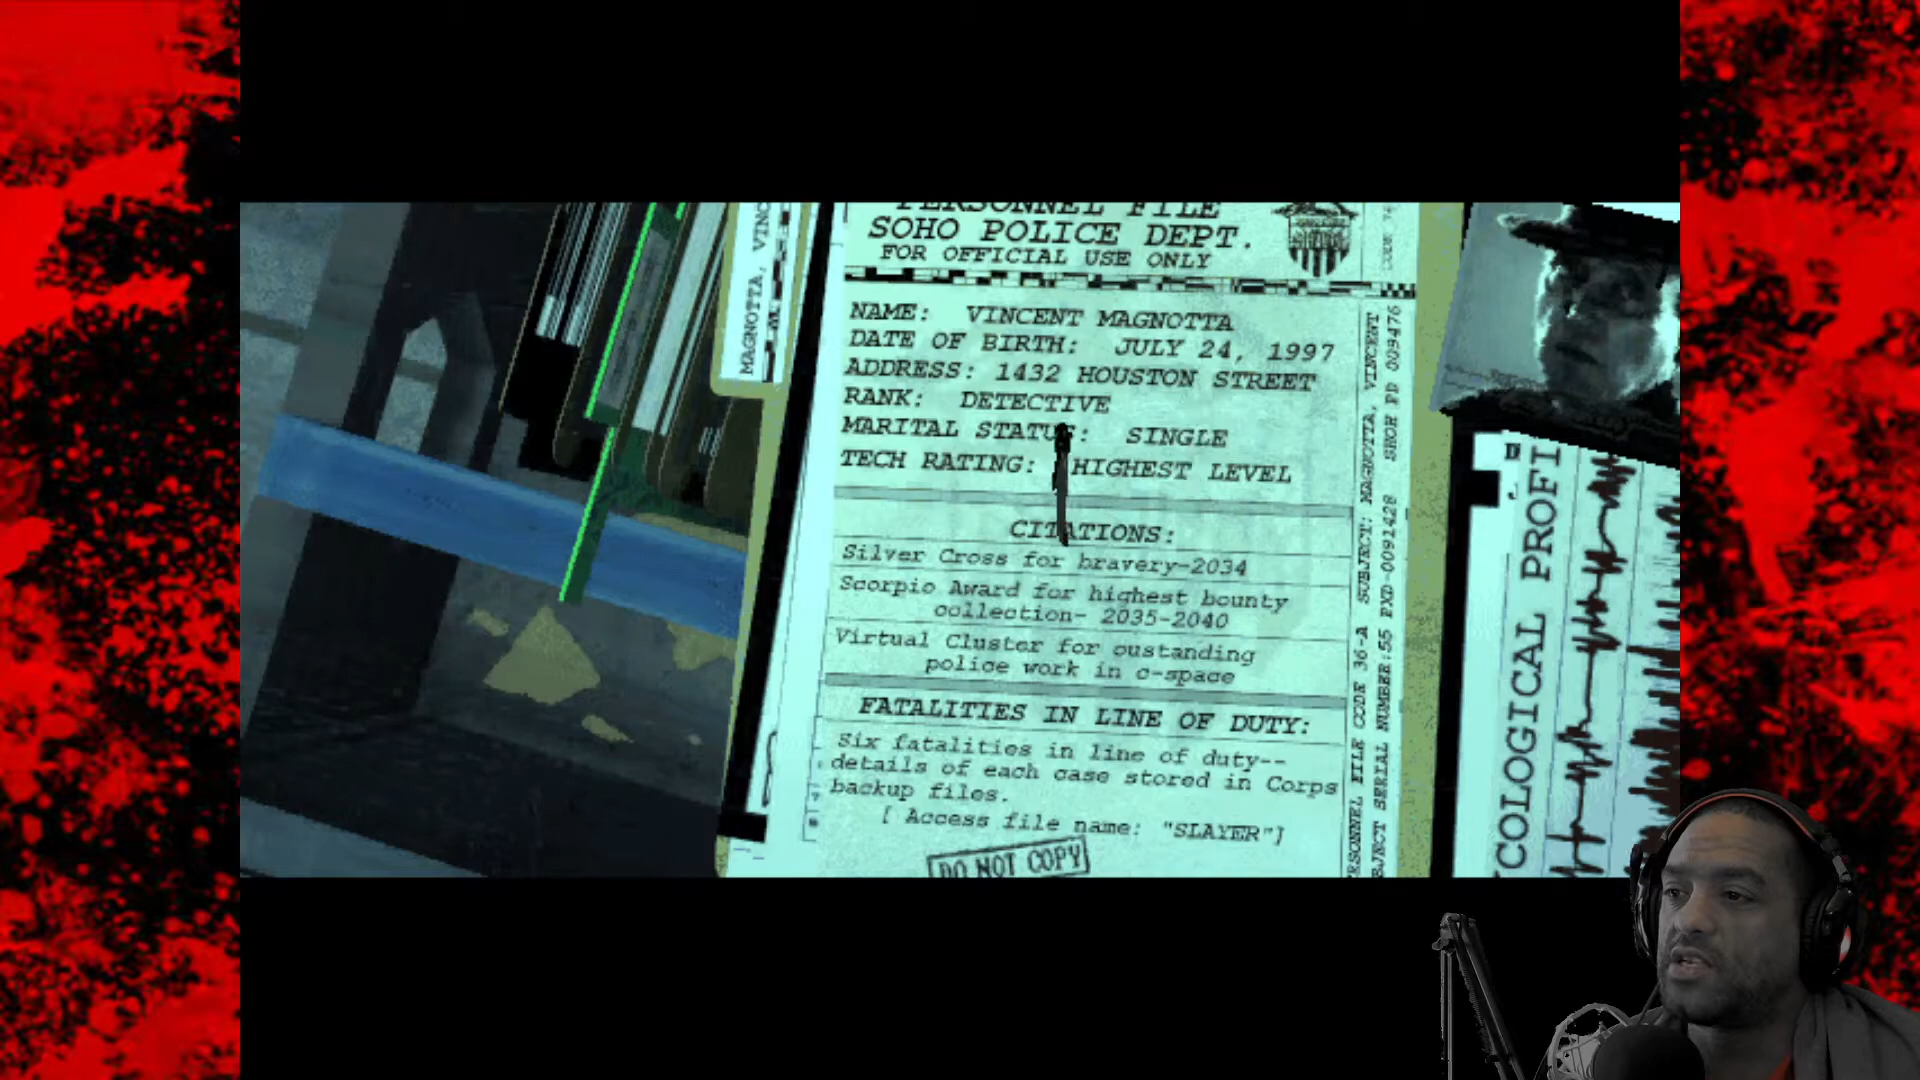 PERSONNEL FILE
SOHO POLICE DEPT.
FOR OFFICIAL USE ONLY
NAME: VINCENT MAGNOTTA
DATE OF BIRTH: JULY 24, 1997
ADDRESS: 1432 HOUSTON STREET
RANK: DETECTIVE
MARITAL STATUS: SINGLE
TECH RATING: HIGHEST LEVEL
CITATIONS:
Silver Cross for bravery-2034
Scorpio Award for highest bounty
collection- 2035-2040
Virtual Cluster for oustanding
police work in c-space
FATALITIES IN LINE OF DUTY:
Six fatalities in line of duty--
details of each case stored in Corps
backup files.
[ Access file name: "SLAYER"]
DO NOT COPY
MAGNOTTA, VINC
RSONNEL FILE CODE 36-A SUBJECT: MAGNOTTA, VINCENT
BJECT SERIAL NUMBER:55 PXD-0091428 SHOH PD 009476
COLOGICAL PROFI